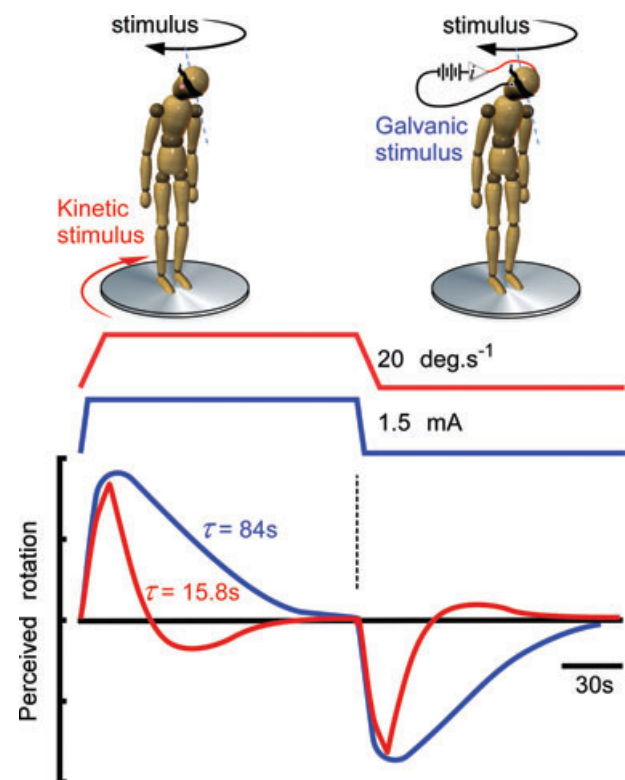 stimulus
stimulus
i
Galvanic
stimulus
Kinetic
stimulus
20 deg.s⁻¹
1.5 mA
τ = 84s
τ = 15.8s
Perceived rotation
30s